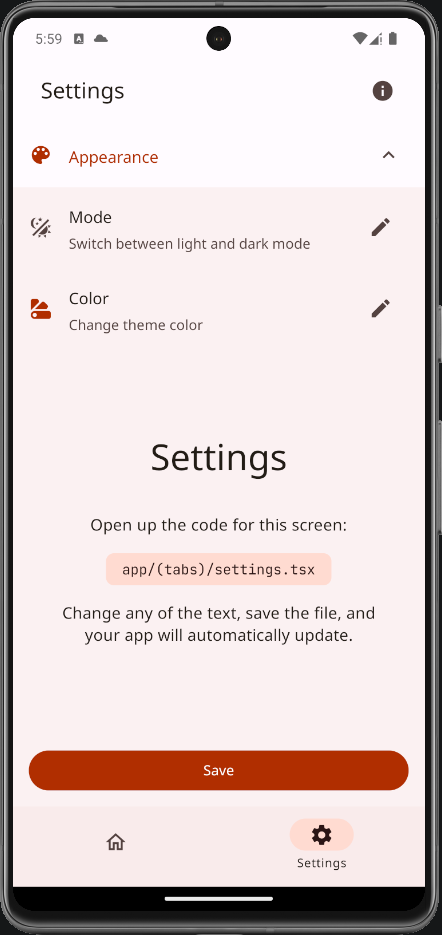 5:59
Settings
Appearance
Mode
Switch between light and dark mode
Color
Change theme color
Settings
Open up the code for this screen:
app/(tabs)/settings.tsx
Change any of the text, save the file, and
your app will automatically update.
Save
Settings